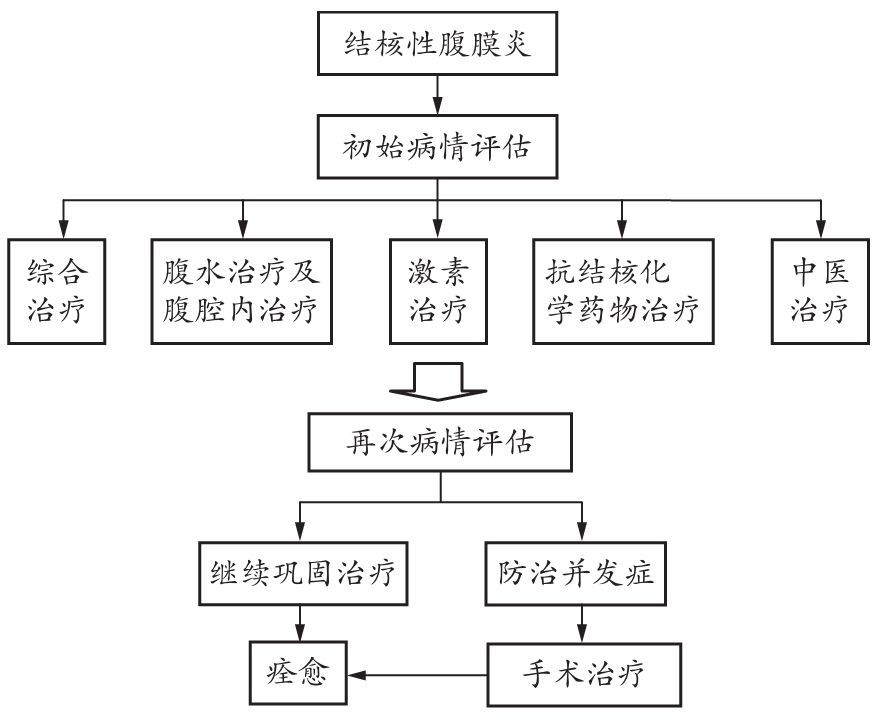 结核性腹膜炎
初始病情评估
综合
治疗
腹水治疗及
腹腔内治疗
激素
治疗
抗结核化
学药物治疗
中医
治疗
再次病情评估
继续巩固治疗
防治并发症
痊愈
手术治疗